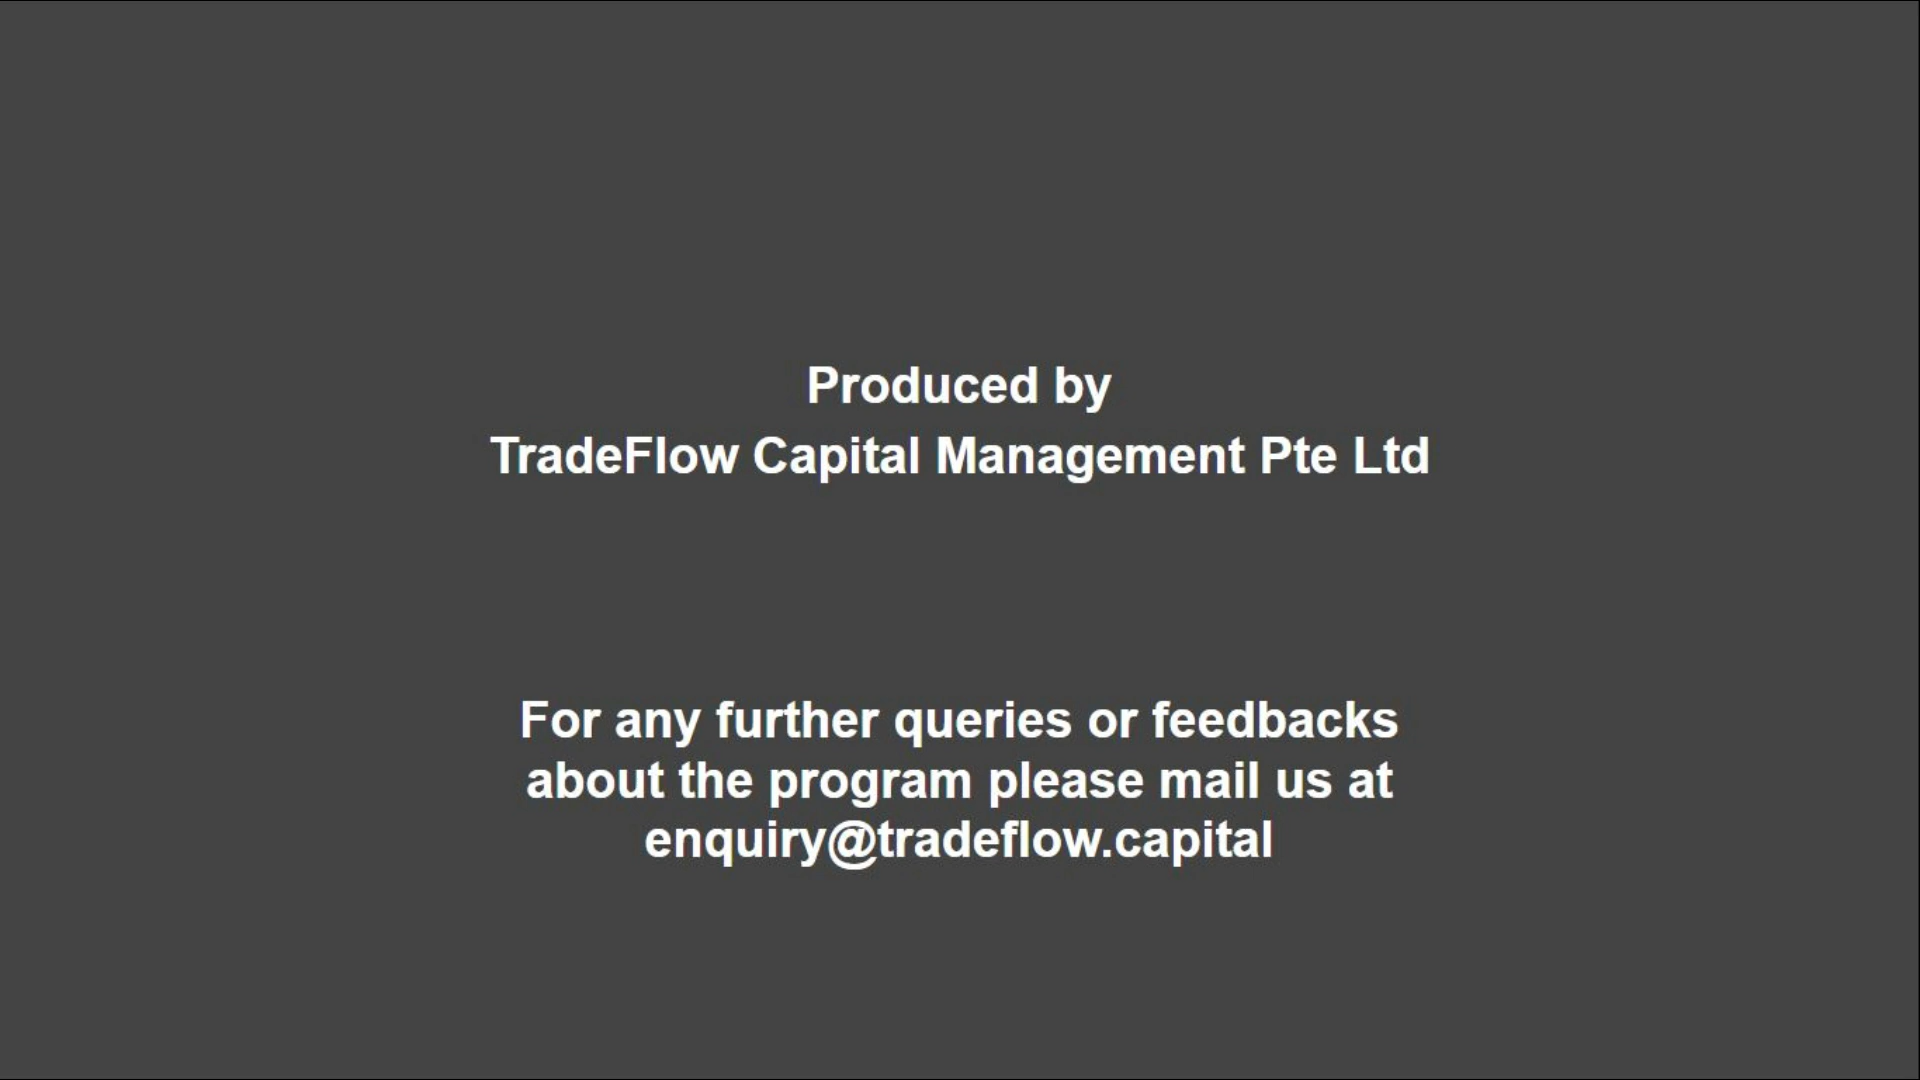 Produced by
TradeFlow Capital Management Pte Ltd
For any further queries or feedbacks
about the program please mail us at
enquiry@tradeflow.capital